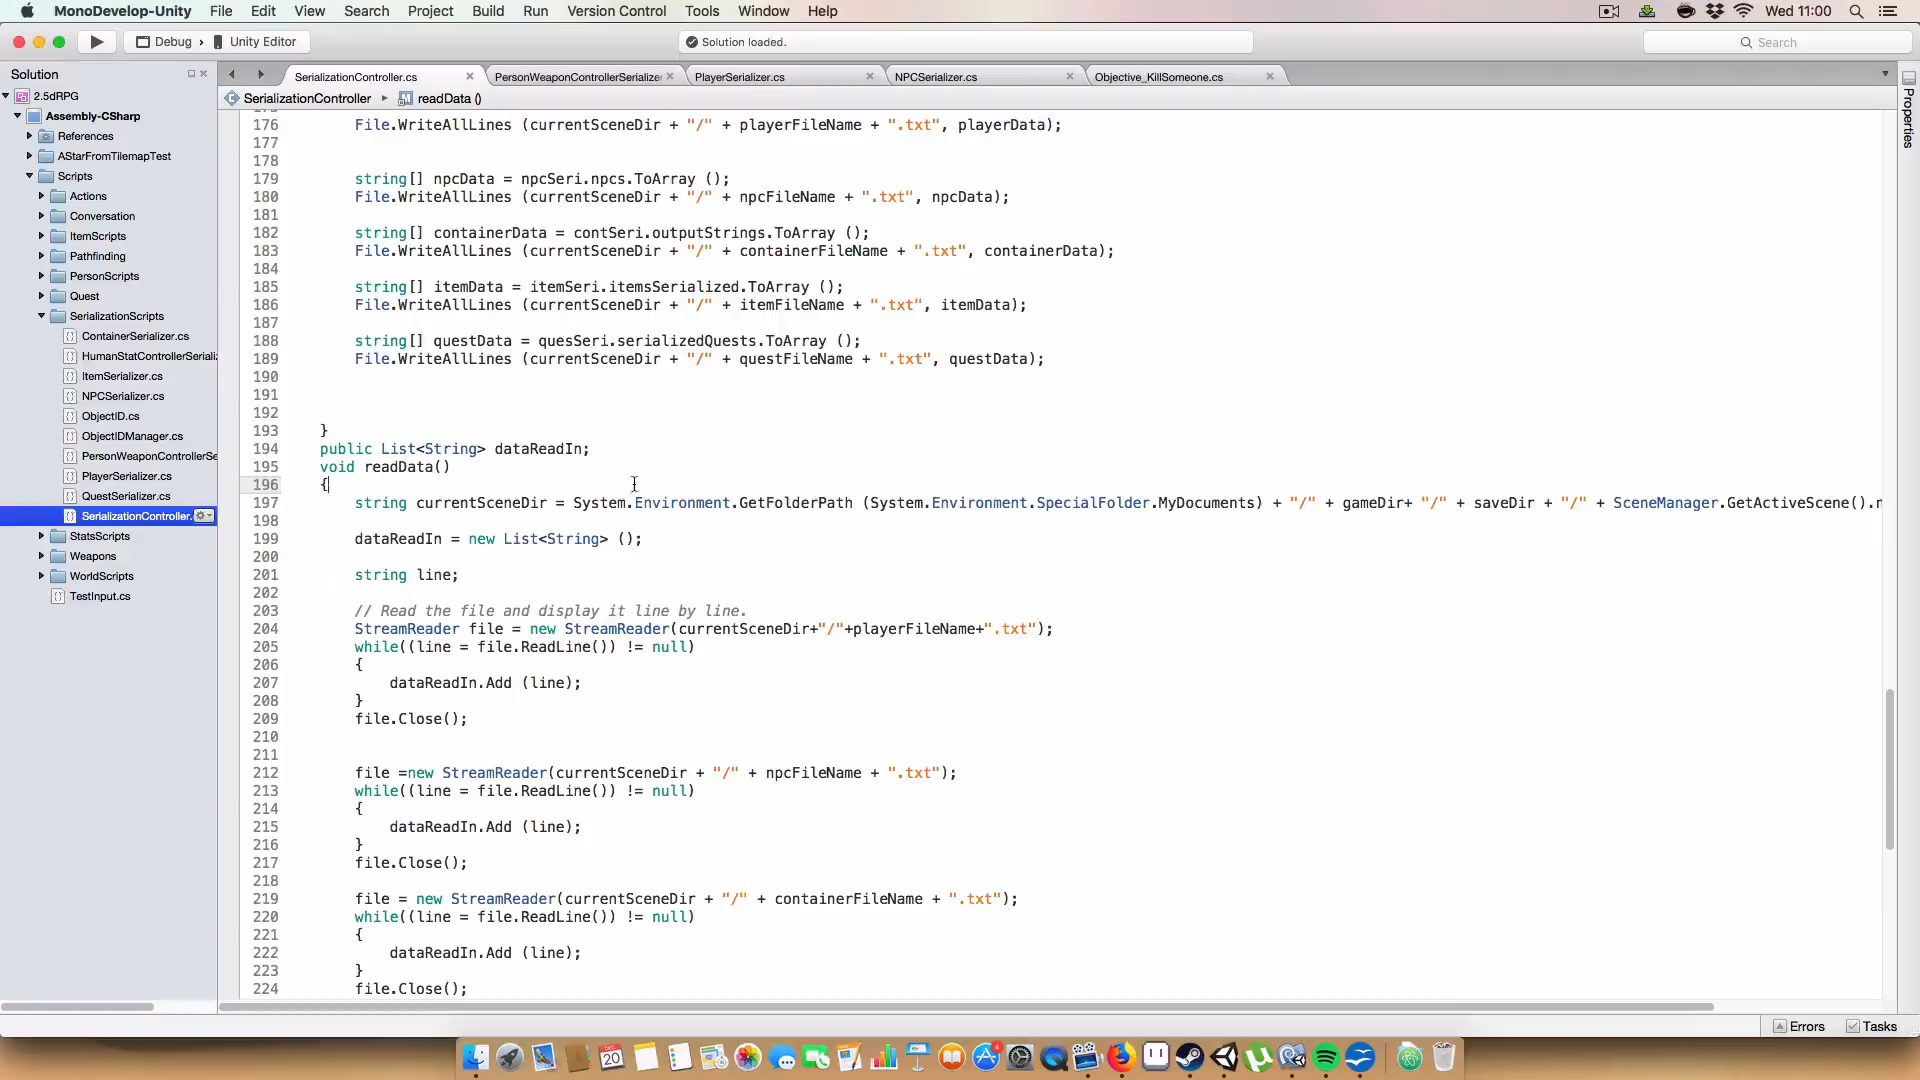 MonoDevelop-Unity File Edit View Search Project Build Run Version Control Tools Window Help Wed 11:00
Debug › Unity Editor Solution loaded. Search
Solution
SerializationController.cs PersonWeaponControllerSerialize PlayerSerializer.cs NPCSerializer.cs Objective_KillSomeone.cs
SerializationController ▸ readData ()
Properties
2.5dRPG
Assembly-CSharp
References
AStarFromTilemapTest
Scripts
Actions
Conversation
ItemScripts
Pathfinding
PersonScripts
Quest
SerializationScripts
ContainerSerializer.cs
HumanStatControllerSeriali
ItemSerializer.cs
NPCSerializer.cs
ObjectID.cs
ObjectIDManager.cs
PersonWeaponControllerSe
PlayerSerializer.cs
QuestSerializer.cs
SerializationController.
StatsScripts
Weapons
WorldScripts
TestInput.cs
176 File.WriteAllLines (currentSceneDir + "/" + playerFileName + ".txt", playerData);
177
178
179 string[] npcData = npcSeri.npcs.ToArray ();
180 File.WriteAllLines (currentSceneDir + "/" + npcFileName + ".txt", npcData);
181
182 string[] containerData = contSeri.outputStrings.ToArray ();
183 File.WriteAllLines (currentSceneDir + "/" + containerFileName + ".txt", containerData);
184
185 string[] itemData = itemSeri.itemsSerialized.ToArray ();
186 File.WriteAllLines (currentSceneDir + "/" + itemFileName + ".txt", itemData);
187
188 string[] questData = quesSeri.serializedQuests.ToArray ();
189 File.WriteAllLines (currentSceneDir + "/" + questFileName + ".txt", questData);
190
191
192
193 }
194 public List<String> dataReadIn;
195 void readData()
196 {
197 string currentSceneDir = System.Environment.GetFolderPath (System.Environment.SpecialFolder.MyDocuments) + "/" + gameDir+ "/" + saveDir + "/" + SceneManager.GetActiveScene().n
198
199 dataReadIn = new List<String> ();
200
201 string line;
202
203 // Read the file and display it line by line.
204 StreamReader file = new StreamReader(currentSceneDir+"/"+playerFileName+".txt");
205 while((line = file.ReadLine()) != null)
206 {
207 dataReadIn.Add (line);
208 }
209 file.Close();
210
211
212 file =new StreamReader(currentSceneDir + "/" + npcFileName + ".txt");
213 while((line = file.ReadLine()) != null)
214 {
215 dataReadIn.Add (line);
216 }
217 file.Close();
218
219 file = new StreamReader(currentSceneDir + "/" + containerFileName + ".txt");
220 while((line = file.ReadLine()) != null)
221 {
222 dataReadIn.Add (line);
223 }
224 file.Close();
Errors Tasks
DEC
20